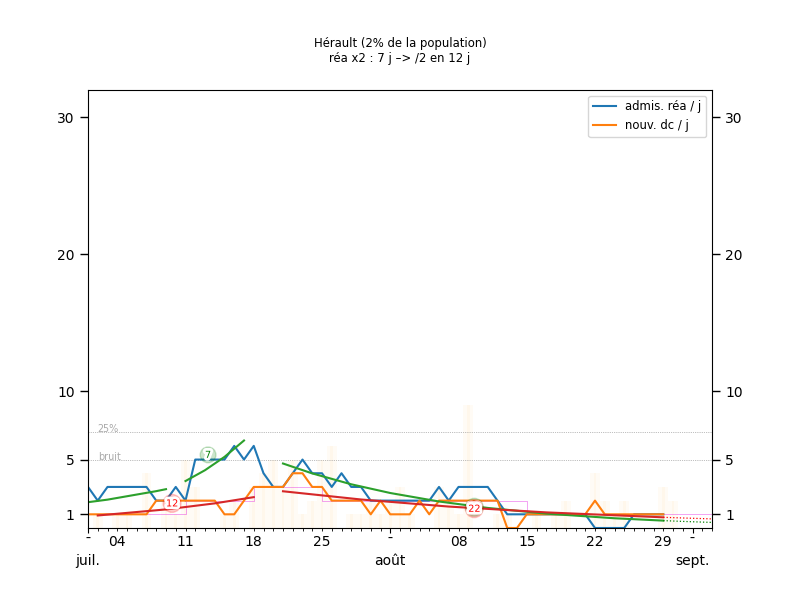 Hérault (2% de la population)
réa x2 : 7 j –> /2 en 12 j
admis. réa / j
nouv. dc / j
30 30
20 20
10 10
25%
bruit
5 5
1 1
7
12
22
- 04 11 18 25 - 08 15 22 29 -
juil. août sept.